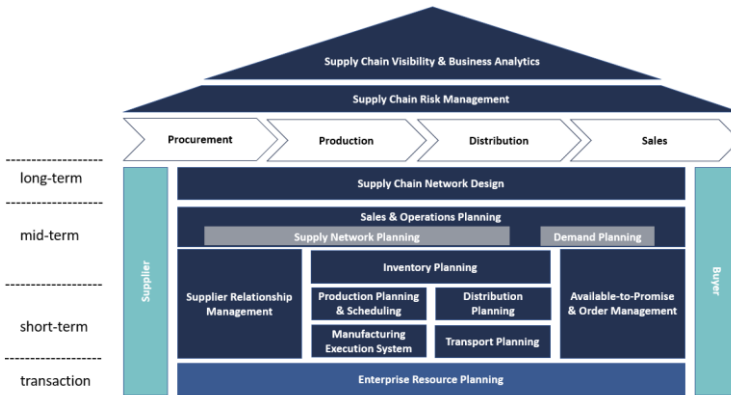 Supply Chain Visibility & Business Analytics
Supply Chain Risk Management
Procurement
Production
Distribution
Sales
long-term
Supply Chain Network Design
mid-term
Sales & Operations Planning
Supply Network Planning
Demand Planning
Supplier
Buyer
Inventory Planning
Supplier Relationship
Management
Production Planning
& Scheduling
Distribution
Planning
Available-to-Promise
& Order Management
short-term
Manufacturing
Execution System
Transport Planning
transaction
Enterprise Resource Planning